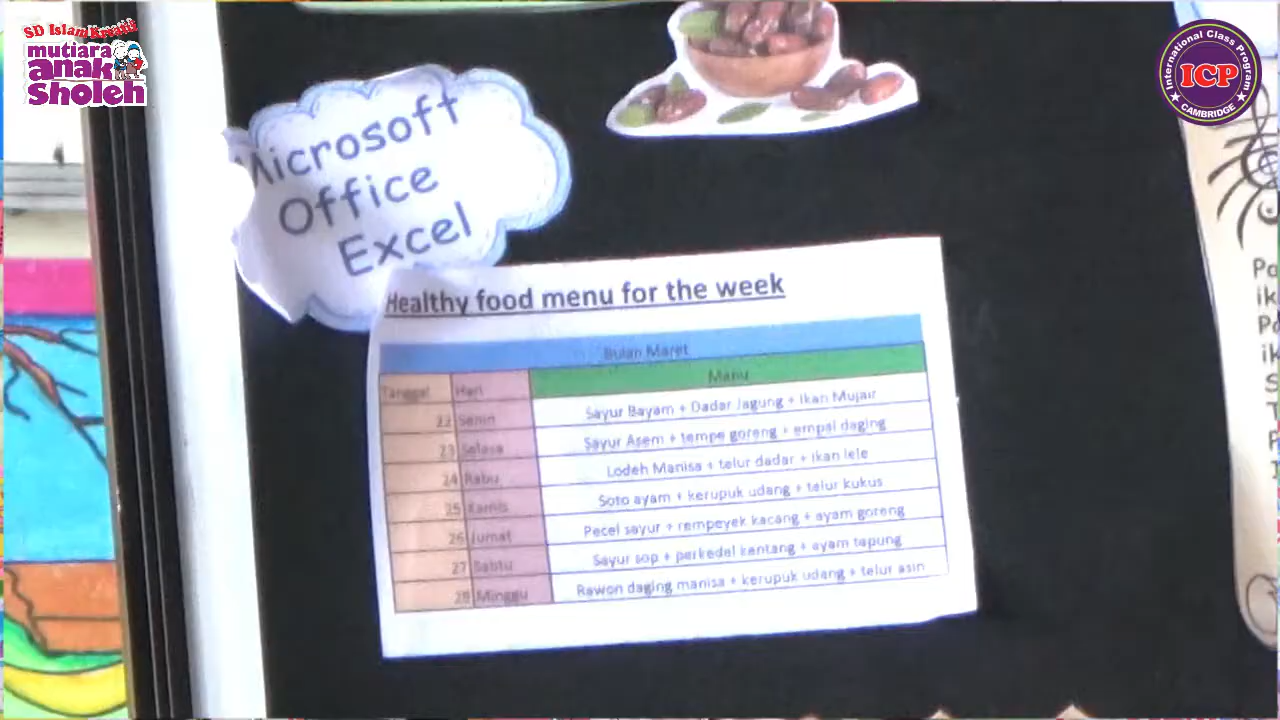 SD Islam Kreatif
mutiara
anak
sholeh
International Class Program
ICP
CAMBRIDGE
Microsoft
Office
Excel
Healthy food menu for the week
Bulan Maret
Tanggal Hari Menu
22 Senin Sayur Bayam + Dadar Jagung + Ikan Mujair
23 Selasa Sayur Asem + tempe goreng + empal daging
24 Rabu Lodeh Manisa + telur dadar + ikan lele
25 Kamis Soto ayam + kerupuk udang + telur kukus
26 Jumat Pecel sayur + rempeyek kacang + ayam goreng
27 Sabtu Sayur sop + perkedel kentang + ayam tepung
28 Minggu Rawon daging manisa + kerupuk udang + telur asin